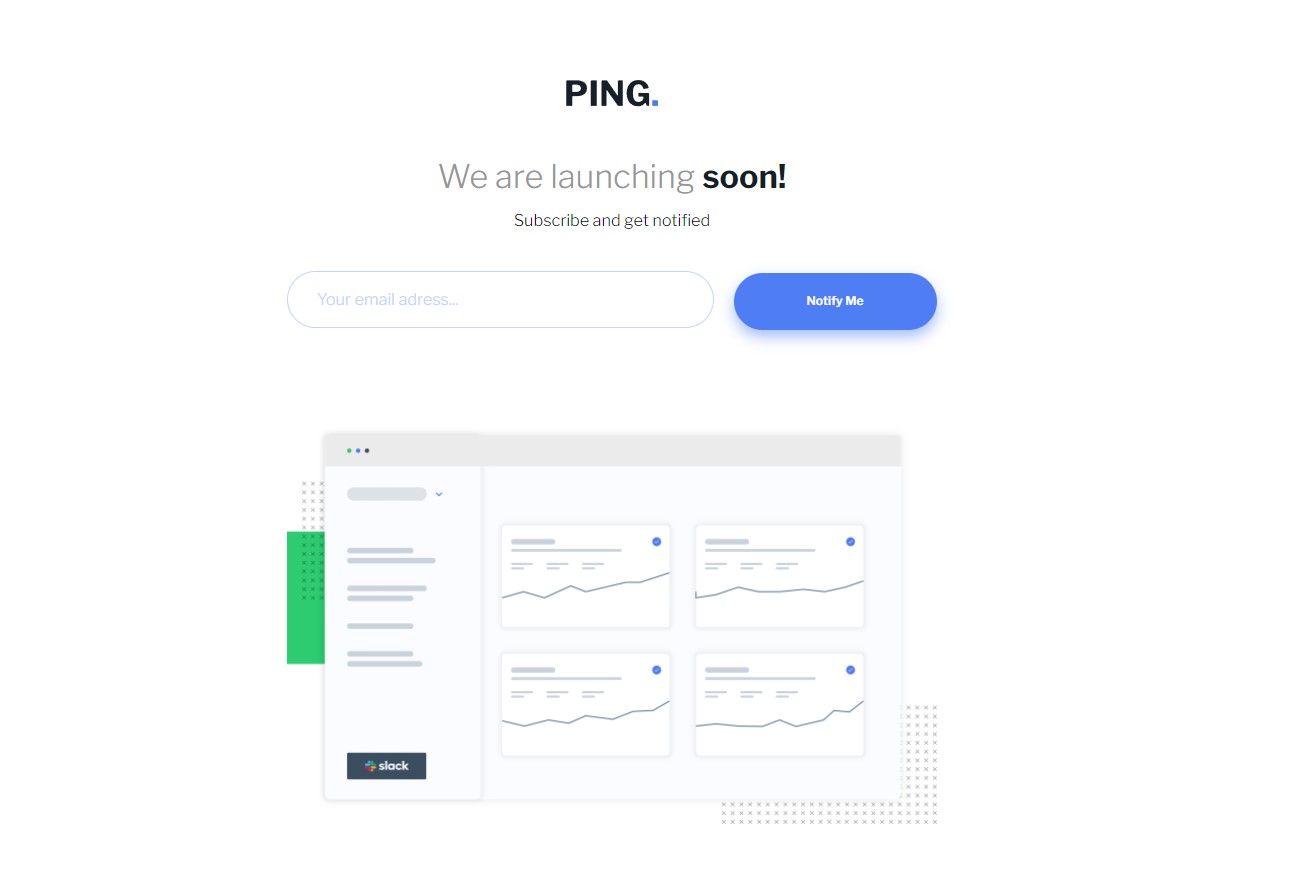 PING.
We are launching soon!
Subscribe and get notified
Your email adress...
Notify Me
slack